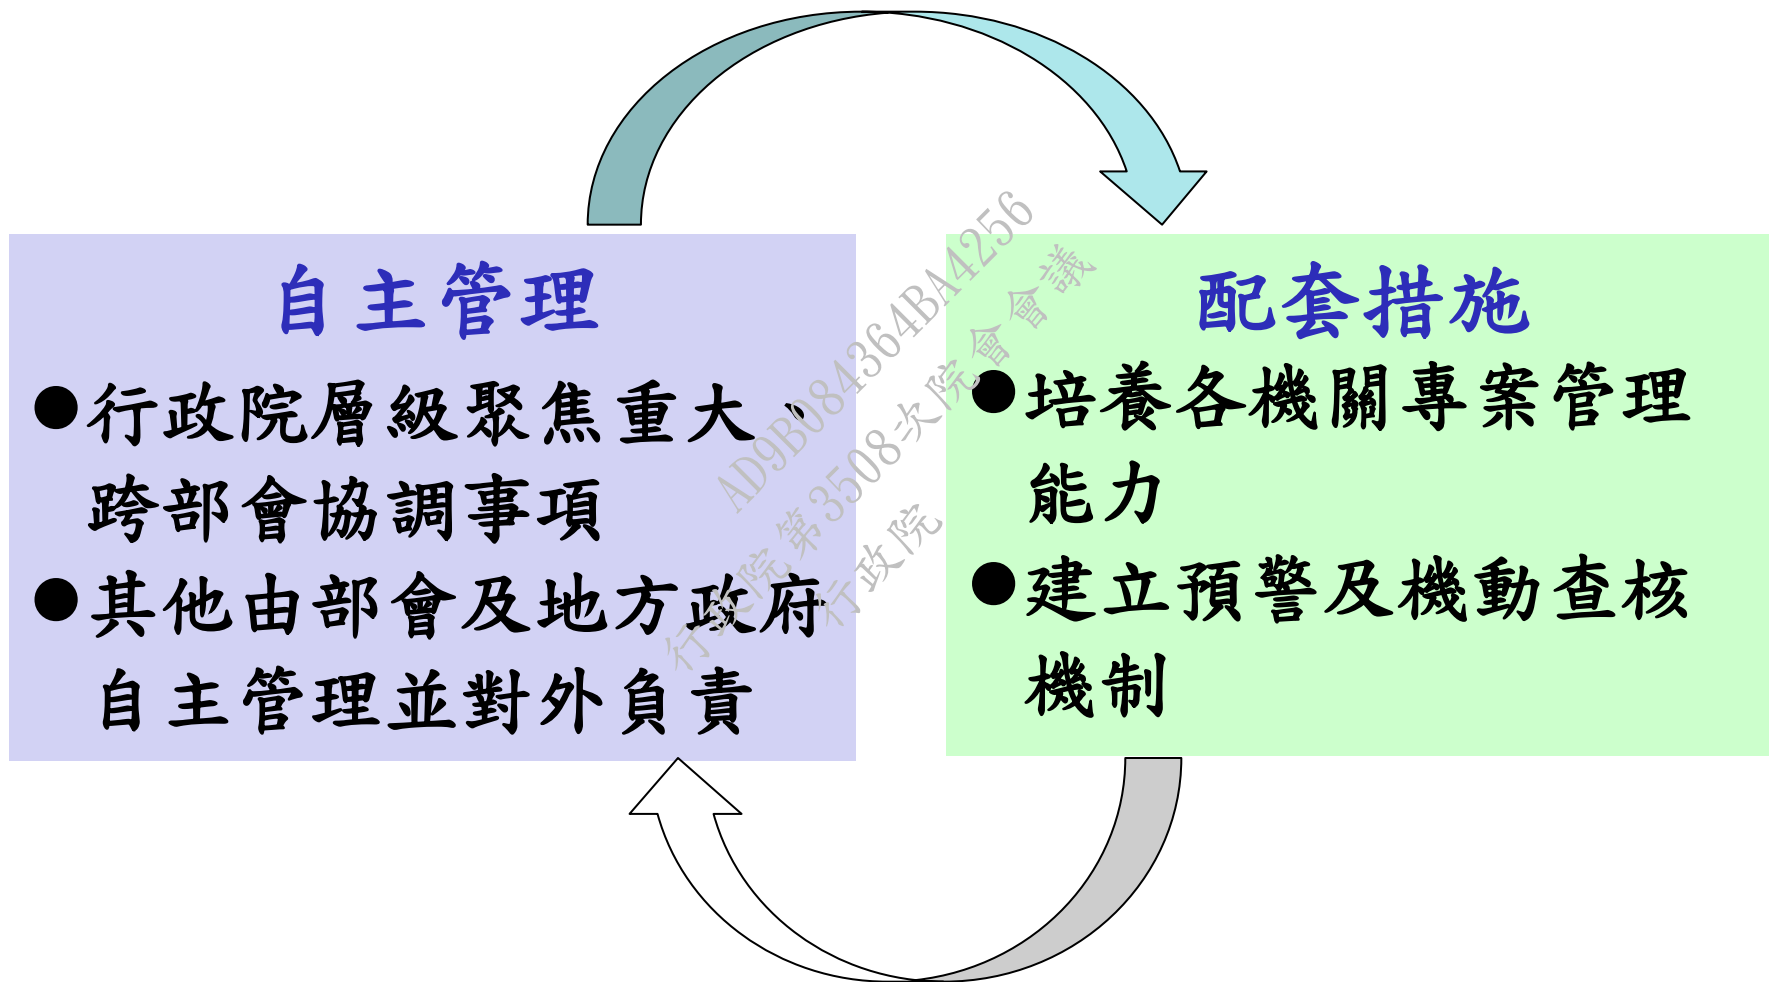 自主管理
●行政院層級聚焦重大、
跨部會協調事項
●其他由部會及地方政府
自主管理並對外負責
配套措施
●培養各機關專案管理
能力
●建立預警及機動查核
機制
AD9B084364BA4256
行政院第3508次院會會議
行政院